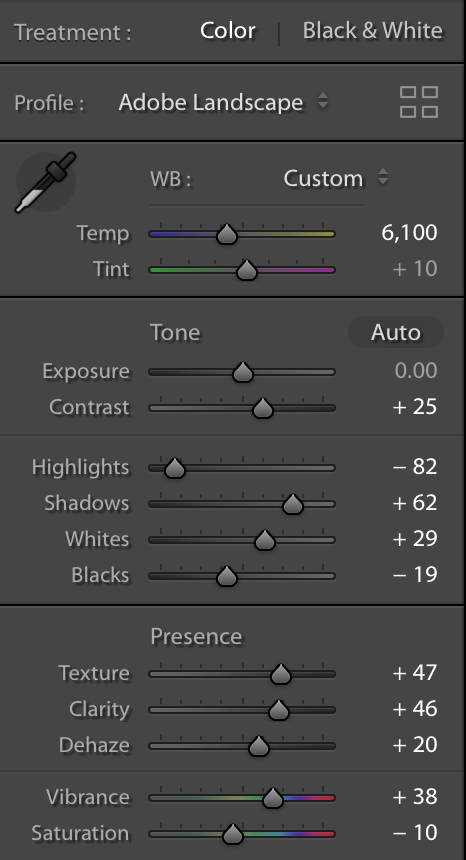 Treatment : Color | Black & White
Profile : Adobe Landscape
WB : Custom
Temp 6,100
Tint + 10
Tone Auto
Exposure 0.00
Contrast + 25
Highlights − 82
Shadows + 62
Whites + 29
Blacks − 19
Presence
Texture + 47
Clarity + 46
Dehaze + 20
Vibrance + 38
Saturation − 10